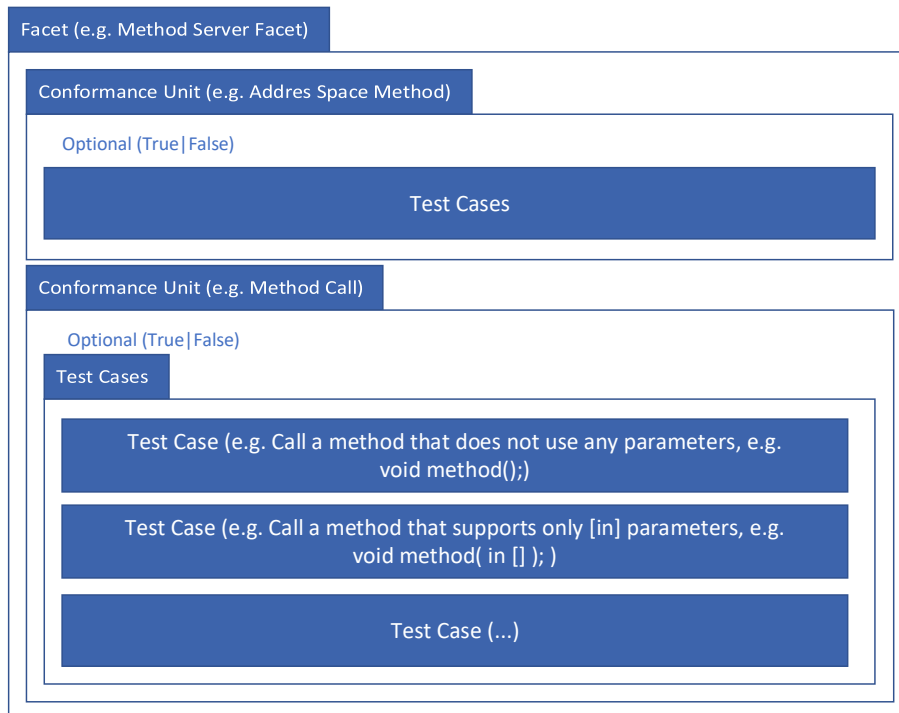 Facet (e.g. Method Server Facet)
Conformance Unit (e.g. Addres Space Method)
Optional (True|False)
Test Cases
Conformance Unit (e.g. Method Call)
Optional (True|False)
Test Cases
Test Case (e.g. Call a method that does not use any parameters, e.g.
void method();)
Test Case (e.g. Call a method that supports only [in] parameters, e.g.
void method( in [] ); )
Test Case (...)